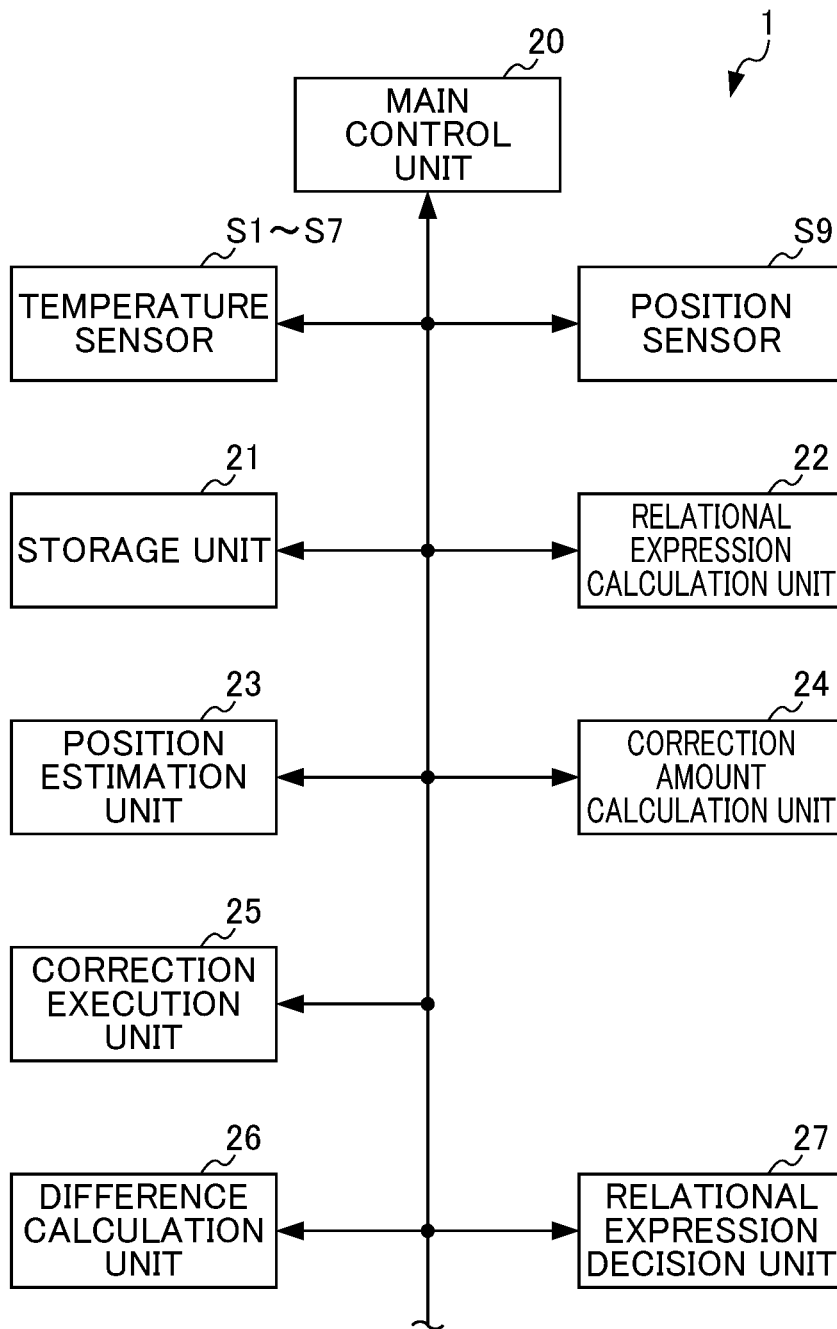 1
20
MAIN
CONTROL
UNIT
S1～S7
TEMPERATURE
SENSOR
S9
POSITION
SENSOR
21
STORAGE UNIT
22
RELATIONAL
EXPRESSION
CALCULATION UNIT
23
POSITION
ESTIMATION
UNIT
24
CORRECTION
AMOUNT
CALCULATION UNIT
25
CORRECTION
EXECUTION
UNIT
26
DIFFERENCE
CALCULATION
UNIT
27
RELATIONAL
EXPRESSION
DECISION UNIT